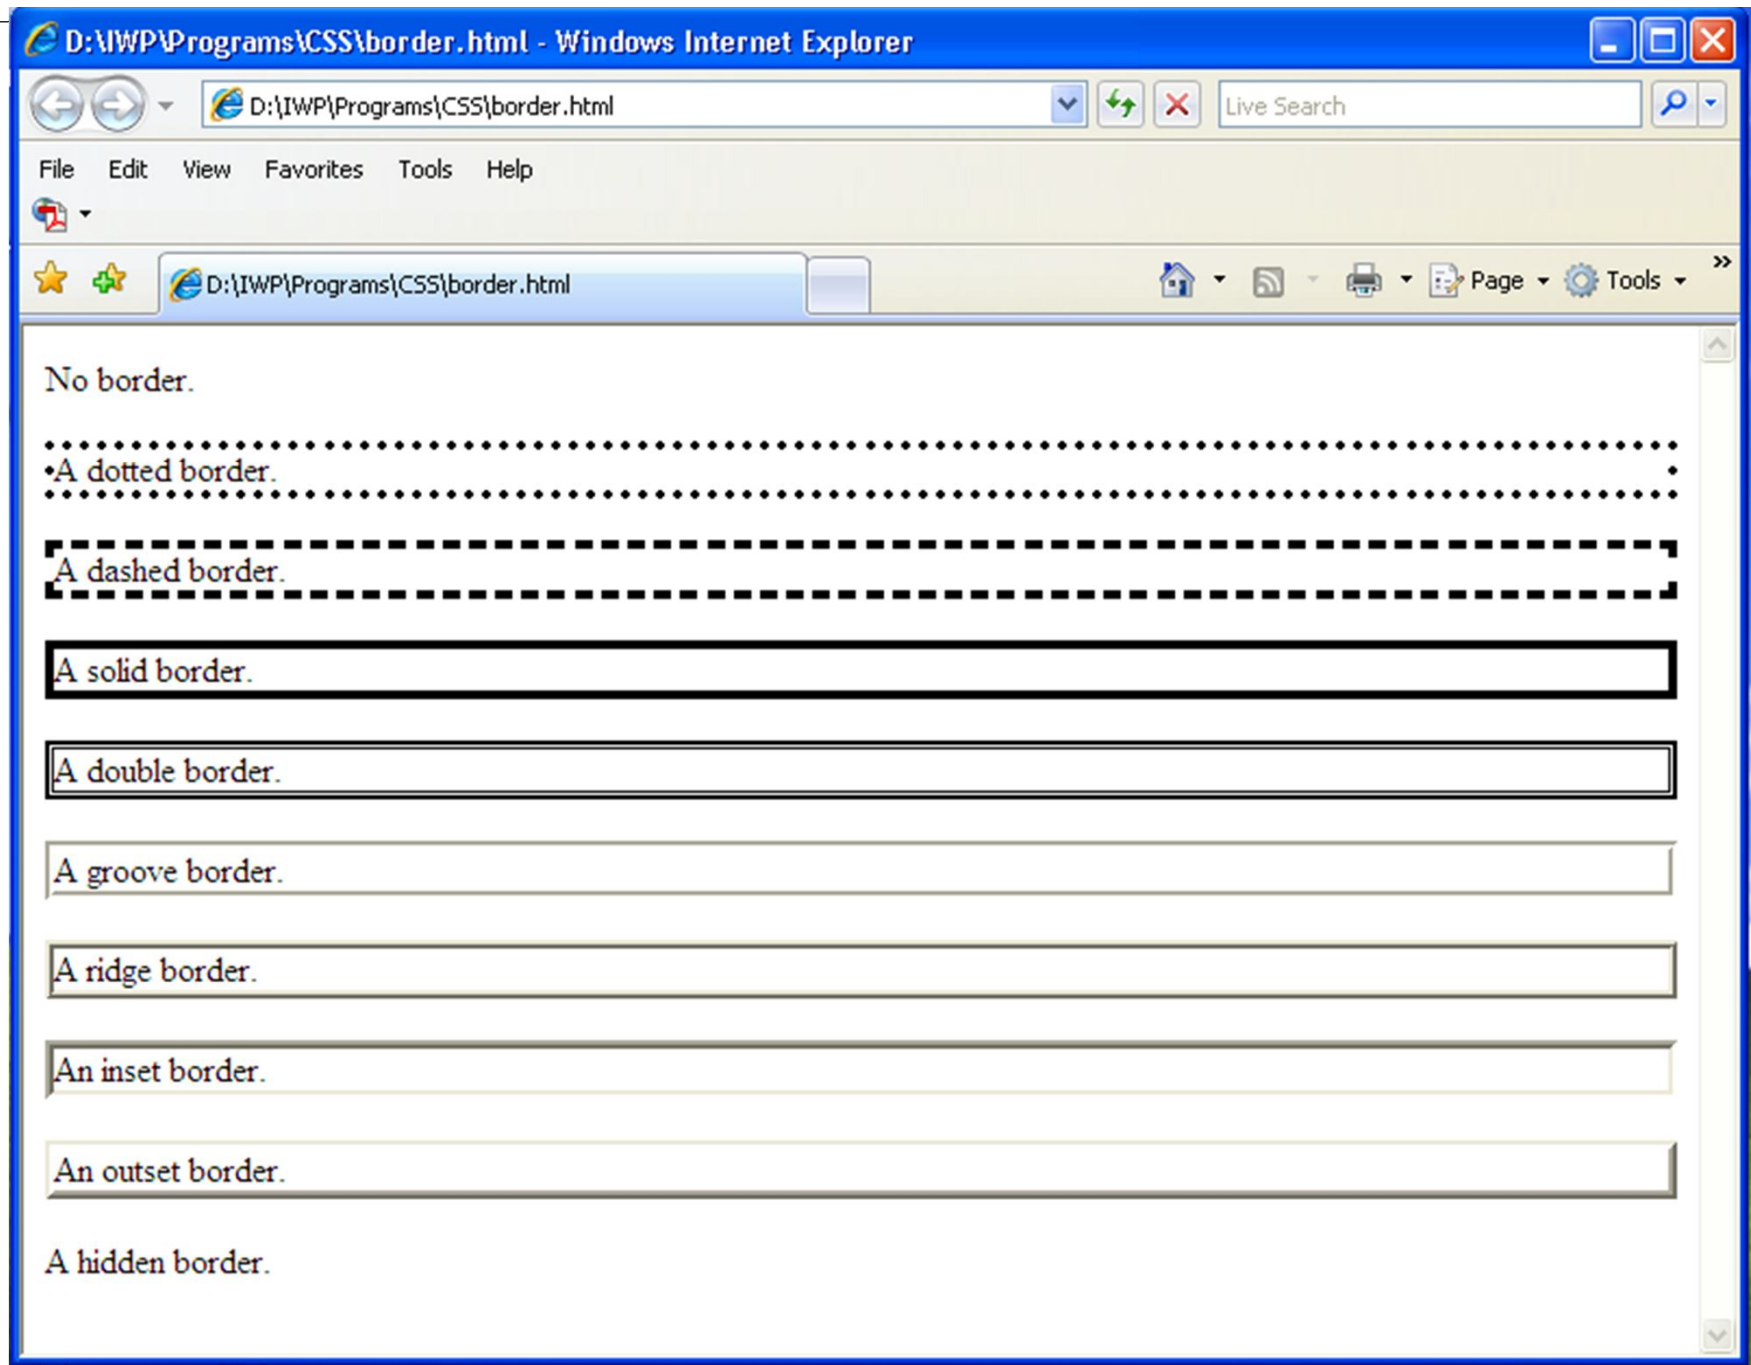 D:\IWP\Programs\CSS\border.html - Windows Internet Explorer
D:\IWP\Programs\CSS\border.html Live Search
File Edit View Favorites Tools Help
D:\IWP\Programs\CSS\border.html Page Tools »
No border.
A dotted border.
A dashed border.
A solid border.
A double border.
A groove border.
A ridge border.
An inset border.
An outset border.
A hidden border.